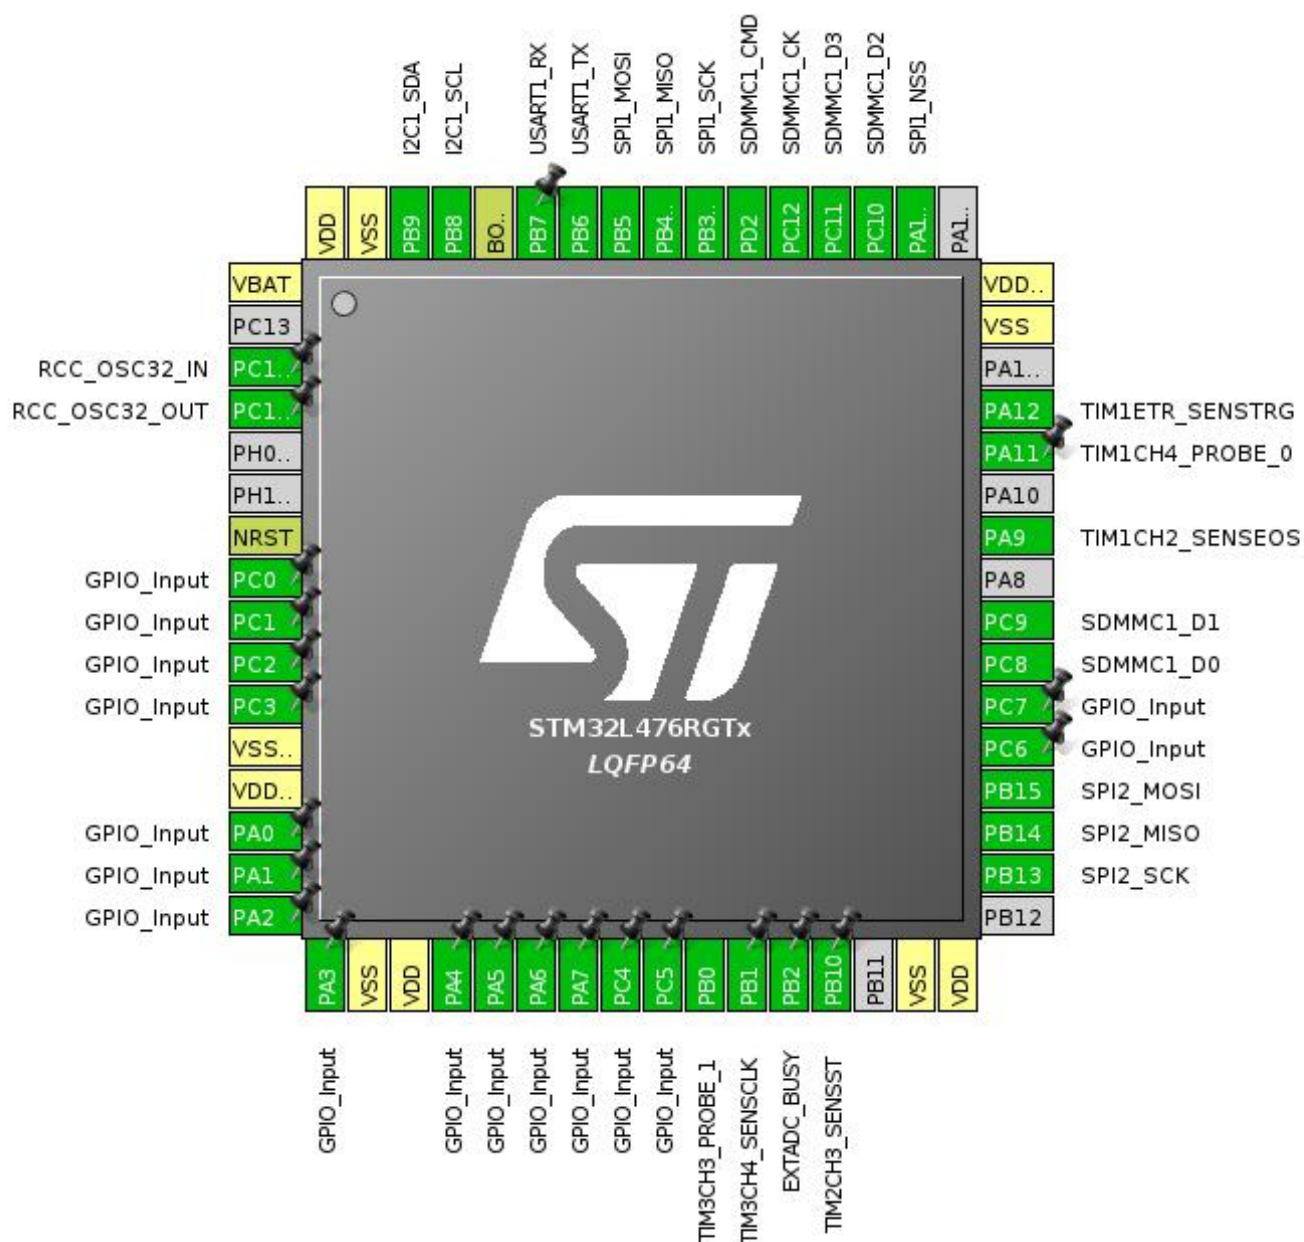 I2C1_SDA
I2C1_SCL
USART1_RX
USART1_TX
SPI1_MOSI
SPI1_MISO
SPI1_SCK
SDMMC1_CMD
SDMMC1_CK
SDMMC1_D3
SDMMC1_D2
SPI1_NSS
VDD
VSS
PB9
PB8
BO..
PB7
PB6
PB5
PB4..
PB3..
PD2
PC12
PC11
PC10
PA1..
PA1..
VBAT
PC13
RCC_OSC32_IN PC1..
RCC_OSC32_OUT PC1..
PH0..
PH1..
NRST
GPIO_Input PC0
GPIO_Input PC1
GPIO_Input PC2
GPIO_Input PC3
VSS..
VDD..
GPIO_Input PA0
GPIO_Input PA1
GPIO_Input PA2
ST
STM32L476RGTx
LQFP64
VDD..
VSS
PA1..
PA12 TIM1ETR_SENSTRG
PA11 TIM1CH4_PROBE_0
PA10
PA9 TIM1CH2_SENSEOS
PA8
PC9 SDMMC1_D1
PC8 SDMMC1_D0
PC7 GPIO_Input
PC6 GPIO_Input
PB15 SPI2_MOSI
PB14 SPI2_MISO
PB13 SPI2_SCK
PB12
PA3
VSS
VDD
PA4
PA5
PA6
PA7
PC4
PC5
PB0
PB1
PB2
PB10
PB11
VSS
VDD
GPIO_Input
GPIO_Input
GPIO_Input
GPIO_Input
GPIO_Input
GPIO_Input
GPIO_Input
TIM3CH3_PROBE_1
TIM3CH4_SENSCLK
EXTADC_BUSY
TIM2CH3_SENSST